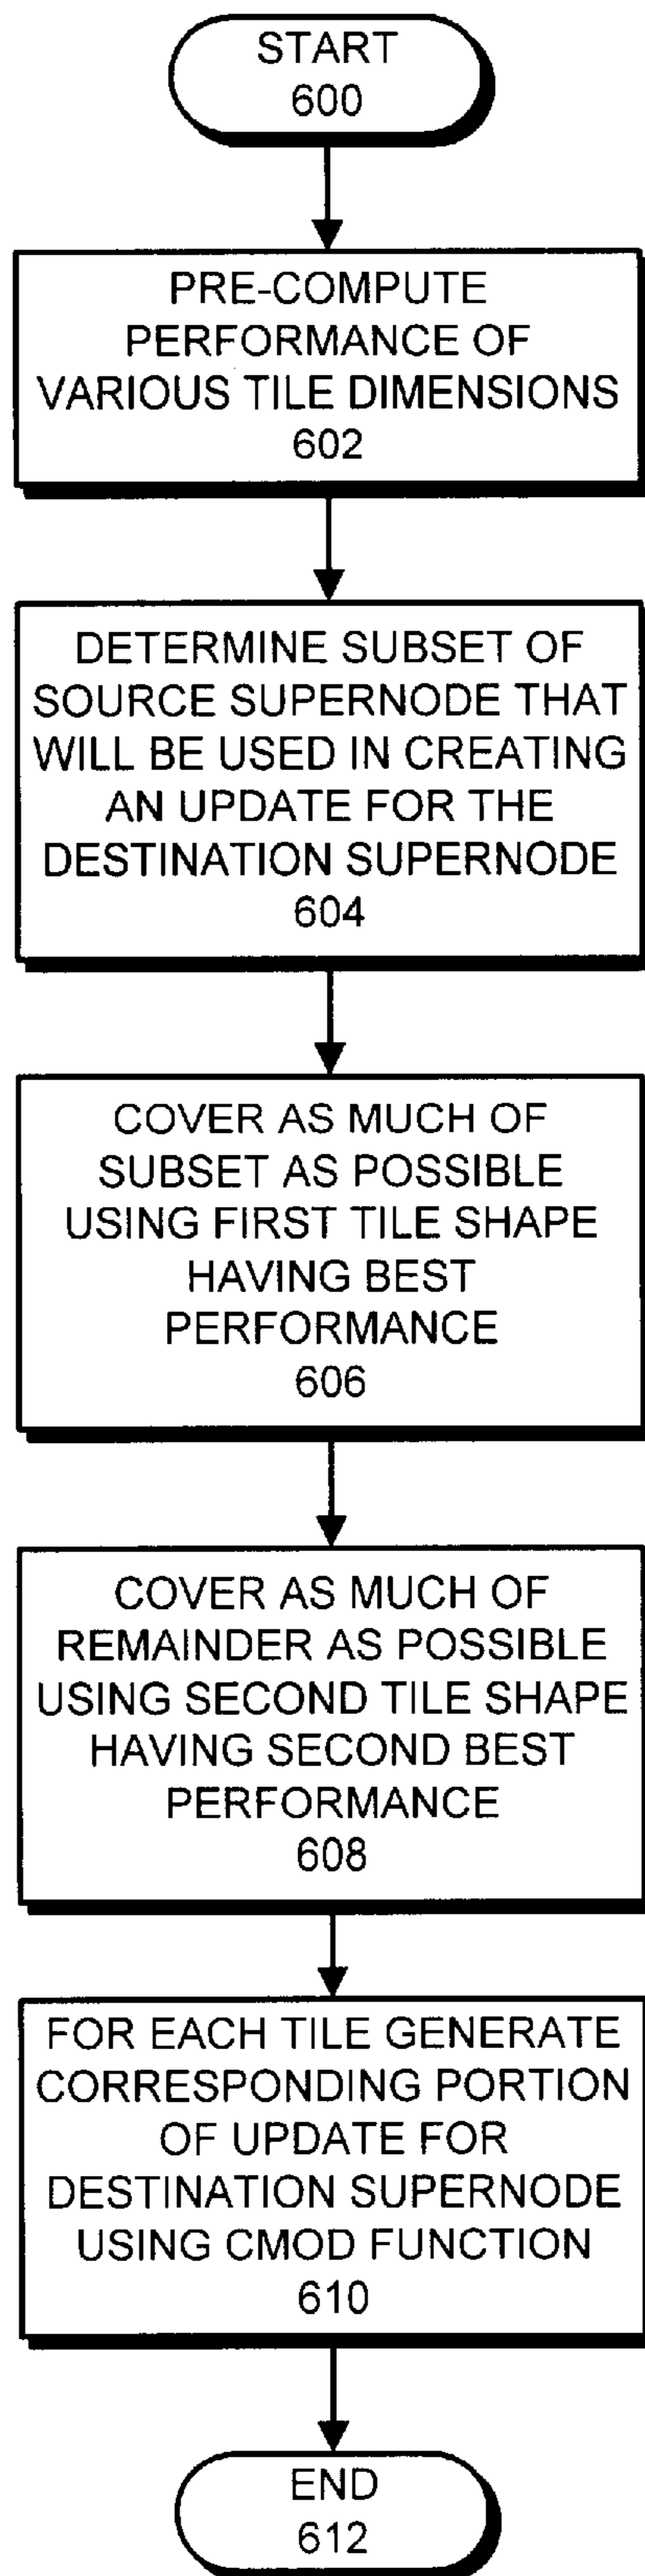 START
600
PRE-COMPUTE
PERFORMANCE OF
VARIOUS TILE DIMENSIONS
602
DETERMINE SUBSET OF
SOURCE SUPERNODE THAT
WILL BE USED IN CREATING
AN UPDATE FOR THE
DESTINATION SUPERNODE
604
COVER AS MUCH OF
SUBSET AS POSSIBLE
USING FIRST TILE SHAPE
HAVING BEST
PERFORMANCE
606
COVER AS MUCH OF
REMAINDER AS POSSIBLE
USING SECOND TILE SHAPE
HAVING SECOND BEST
PERFORMANCE
608
FOR EACH TILE GENERATE
CORRESPONDING PORTION
OF UPDATE FOR
DESTINATION SUPERNODE
USING CMOD FUNCTION
610
END
612